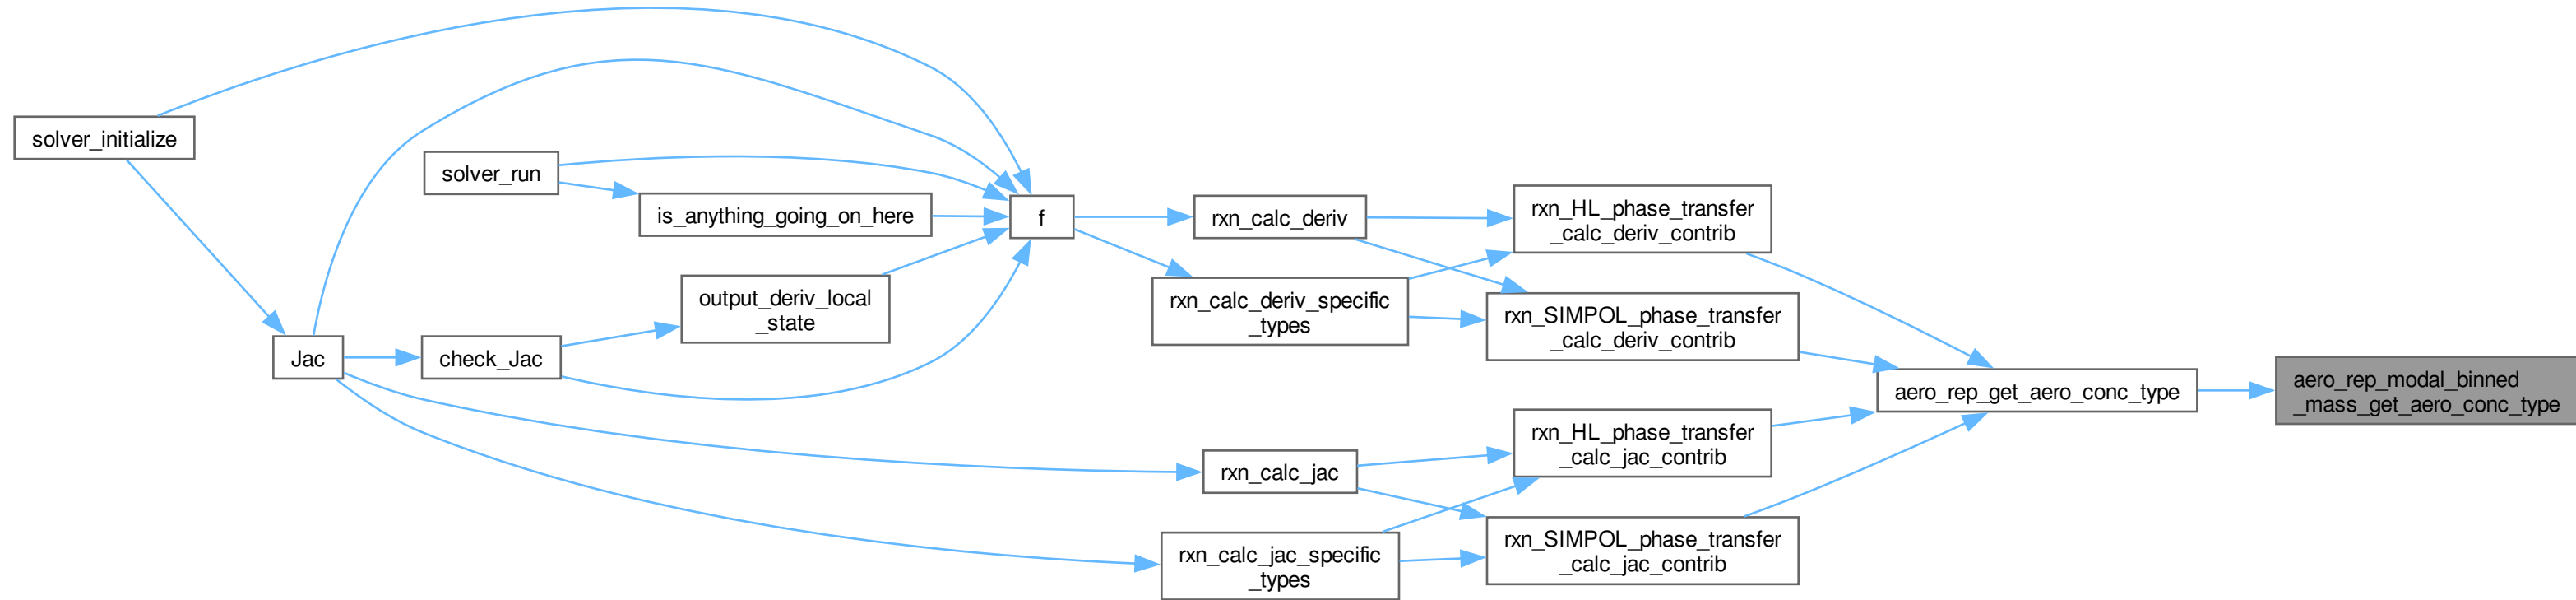 solver_initialize
solver_run
is_anything_going_on_here
output_deriv_local
_state
Jac
check_Jac
f
rxn_calc_deriv
rxn_calc_deriv_specific
_types
rxn_calc_jac
rxn_calc_jac_specific
_types
rxn_HL_phase_transfer
_calc_deriv_contrib
rxn_SIMPOL_phase_transfer
_calc_deriv_contrib
rxn_HL_phase_transfer
_calc_jac_contrib
rxn_SIMPOL_phase_transfer
_calc_jac_contrib
aero_rep_get_aero_conc_type
aero_rep_modal_binned
_mass_get_aero_conc_type